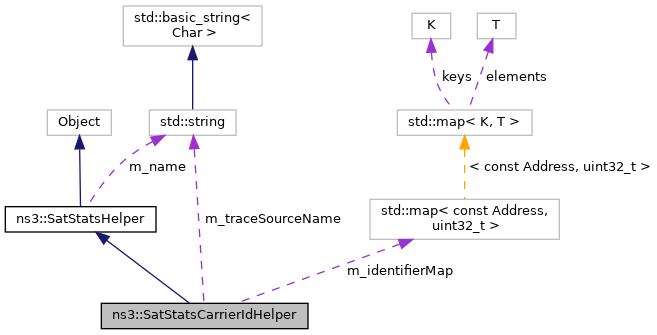 std::basic_string<
Char >
K
T
keys
elements
Object
std::string
std::map< K, T >
m_name
< const Address, uint32_t >
ns3::SatStatsHelper
m_traceSourceName
std::map< const Address,
uint32_t >
m_identifierMap
ns3::SatStatsCarrierIdHelper